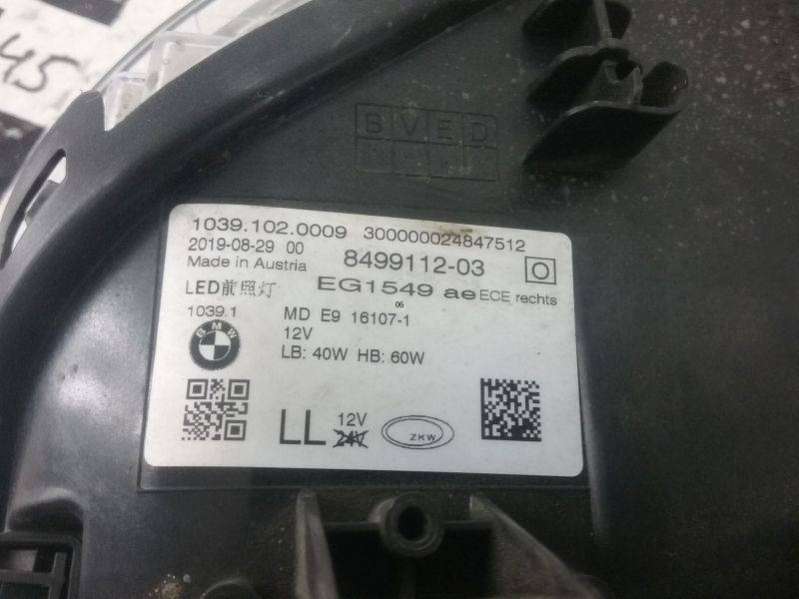 45
BVED
1039.102.0009 300000024847512
2019-08-29 00
8499112-03
Made in Austria
EG1549 ae ECE rechts
LED前照灯
06
1039.1
MD E9 16107-1
12V
LB: 40W HB: 60W
BMW
LL
12V
24V
ZKW